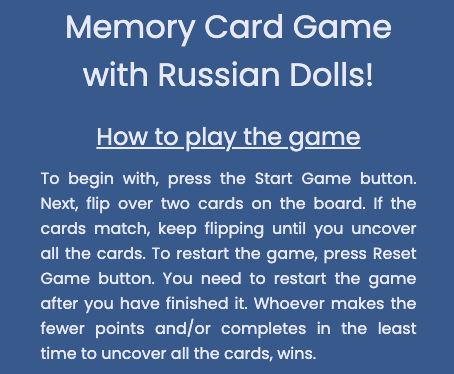 Memory Card Game
with Russian Dolls!
How to play the game
To begin with, press the Start Game button.
Next, flip over two cards on the board. If the
cards match, keep flipping until you uncover
all the cards. To restart the game, press Reset
Game button. You need to restart the game
after you have finished it. Whoever makes the
fewer points and/or completes in the least
time to uncover all the cards, wins.